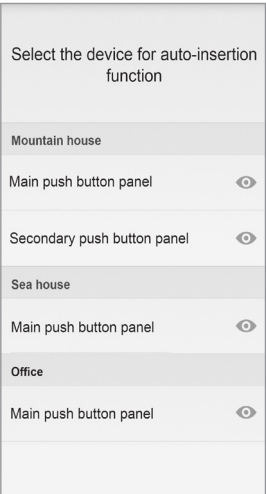 Select the device for auto-insertion
function
Mountain house
Main push button panel
Secondary push button panel
Sea house
Main push button panel
Office
Main push button panel